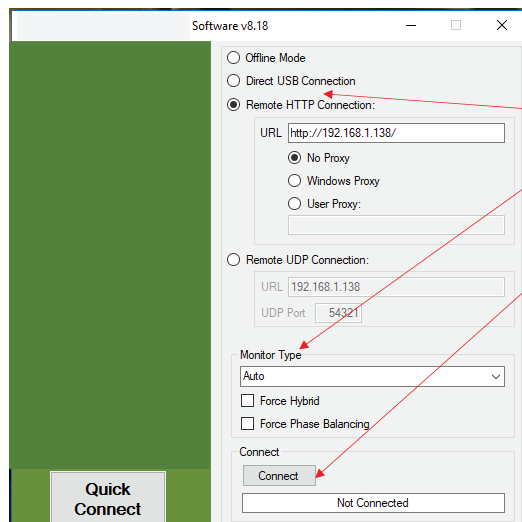 Software v8.18
Offline Mode
Direct USB Connection
Remote HTTP Connection:
URL http://192.168.1.138/
No Proxy
Windows Proxy
User Proxy:
Remote UDP Connection:
URL 192.168.1.138
UDP Port 54321
Monitor Type
Auto
Force Hybrid
Force Phase Balancing
Connect
Connect
Not Connected
Quick
Connect